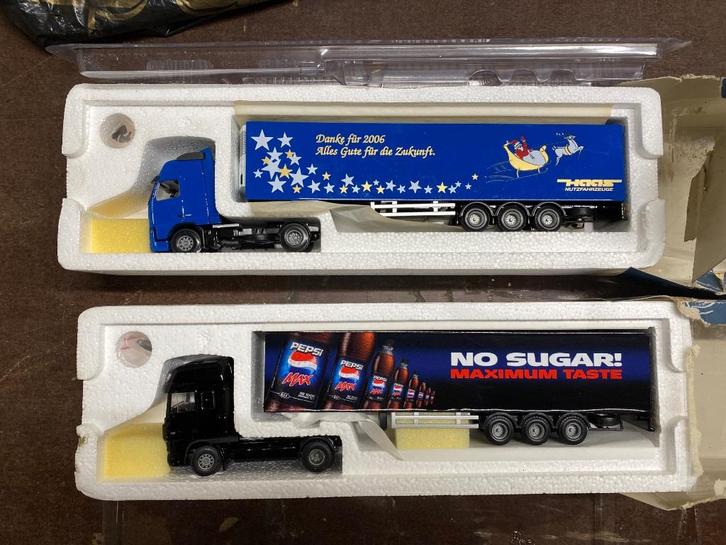 Danke für 2006
Alles Gute für die Zukunft.
HAAS
NUTZFAHRZEUGE
PEPSI
MAX
PEPSI
MAX
NO SUGAR!
MAXIMUM TASTE